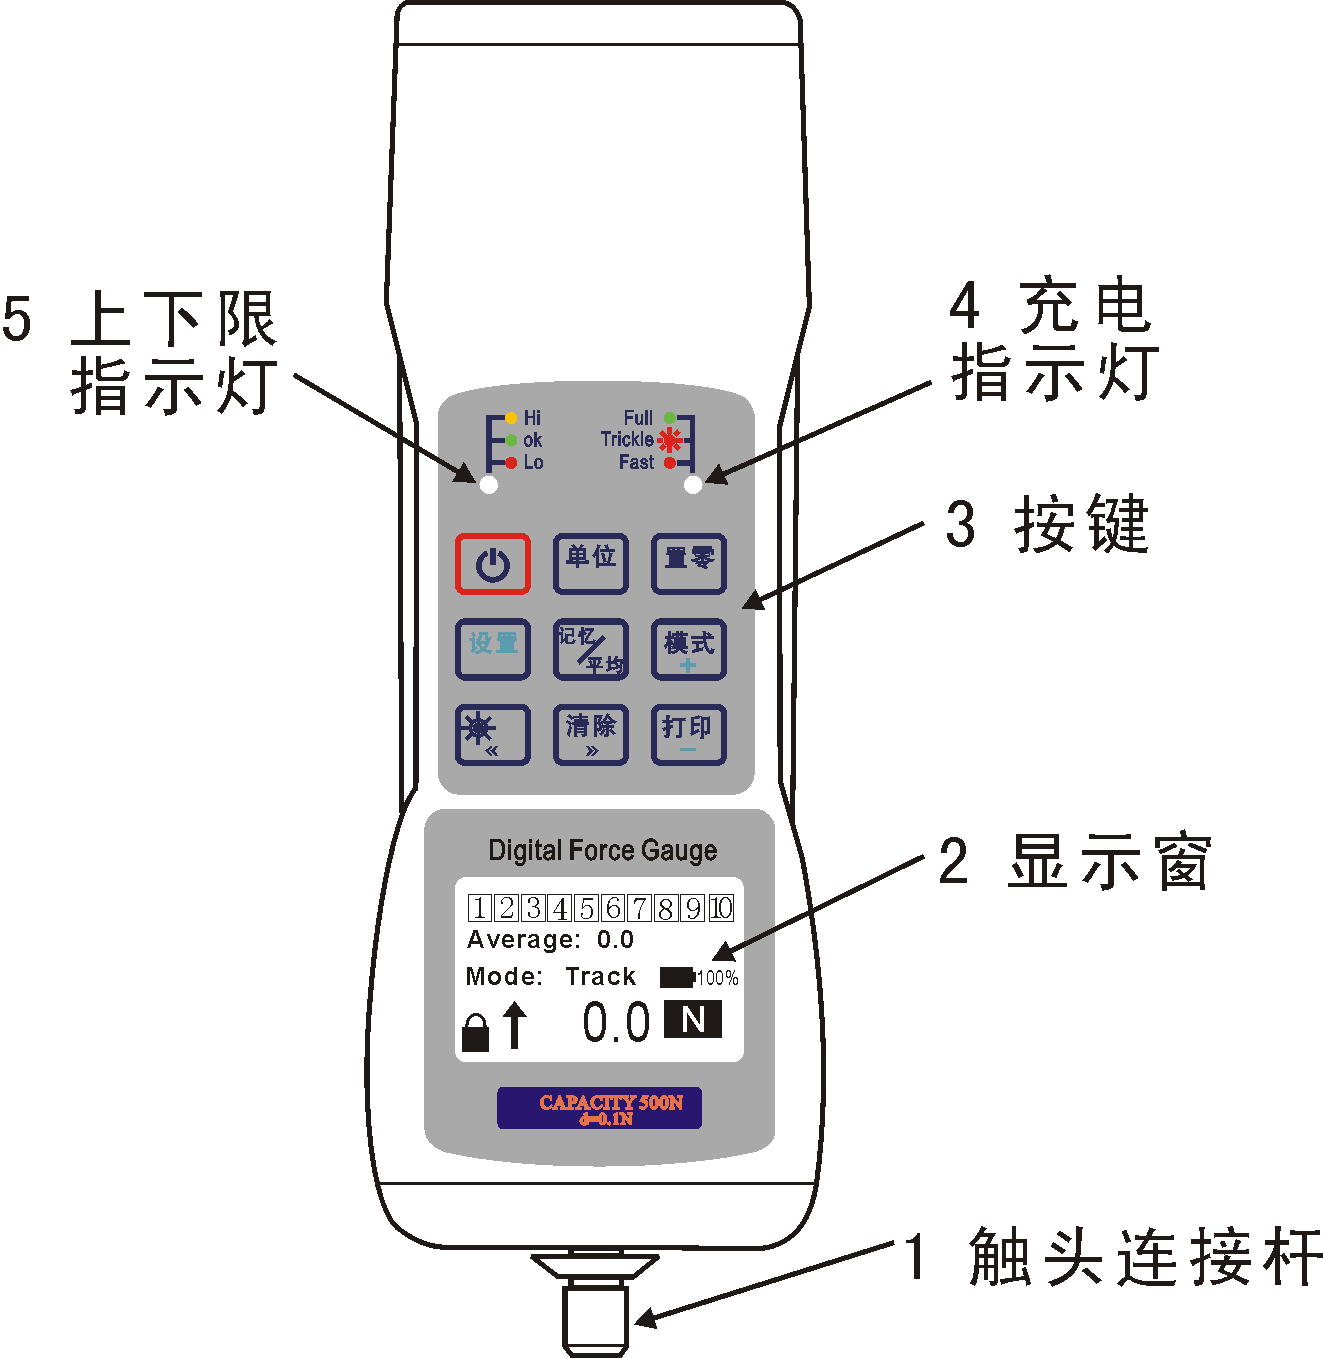 5 上下限
指示灯
4 充电
指示灯
Hi
ok
Lo
Full
Trickle
Fast
3 按键
单位
置零
设置
记忆/平均
模式
+
«
清除
»
打印
−
Digital Force Gauge
2 显示窗
1 2 3 4 5 6 7 8 9 10
Average: 0.0
Mode: Track 100%
0.0 N
CAPACITY 500N
d=0.1N
1 触头连接杆